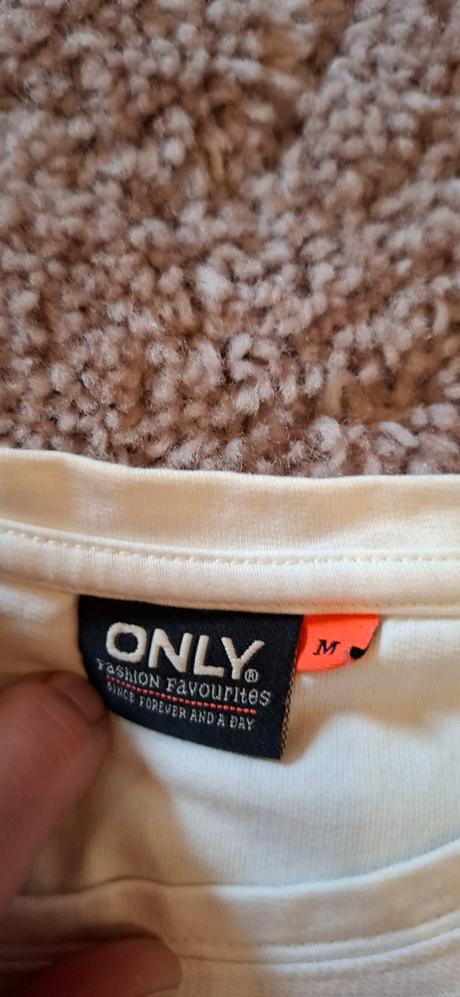 ONLY®
Fashion Favourites
SINCE FOREVER AND A DAY
M